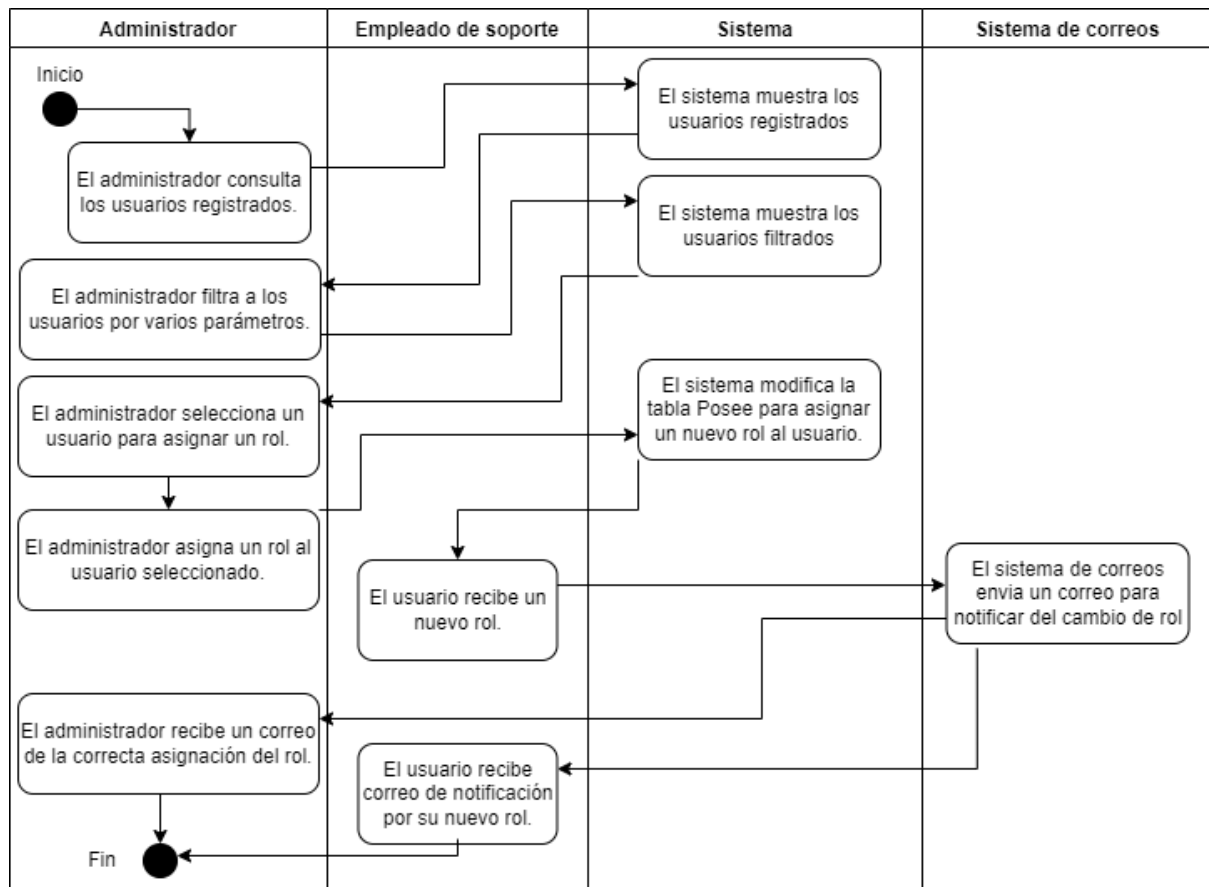 Administrador
Empleado de soporte
Sistema
Sistema de correos
Inicio
El sistema muestra los
usuarios registrados
El administrador consulta
los usuarios registrados.
El sistema muestra los
usuarios filtrados
El administrador filtra a los
usuarios por varios parámetros.
El administrador selecciona un
usuario para asignar un rol.
El sistema modifica la
tabla Posee para asignar
un nuevo rol al usuario.
El administrador asigna un rol al
usuario seleccionado.
El usuario recibe un
nuevo rol.
El sistema de correos
envia un correo para
notificar del cambio de rol
El administrador recibe un correo
de la correcta asignación del rol.
El usuario recibe
correo de notificación
por su nuevo rol.
Fin